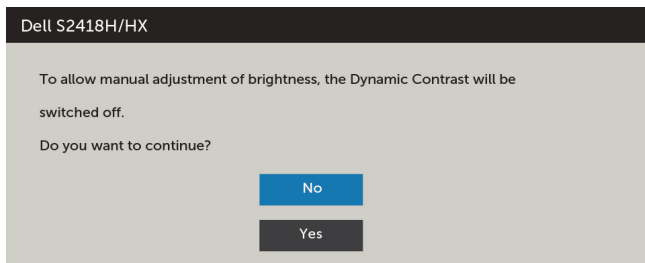 Dell S2418H/HX
To allow manual adjustment of brightness, the Dynamic Contrast will be
switched off.
Do you want to continue?
No
Yes